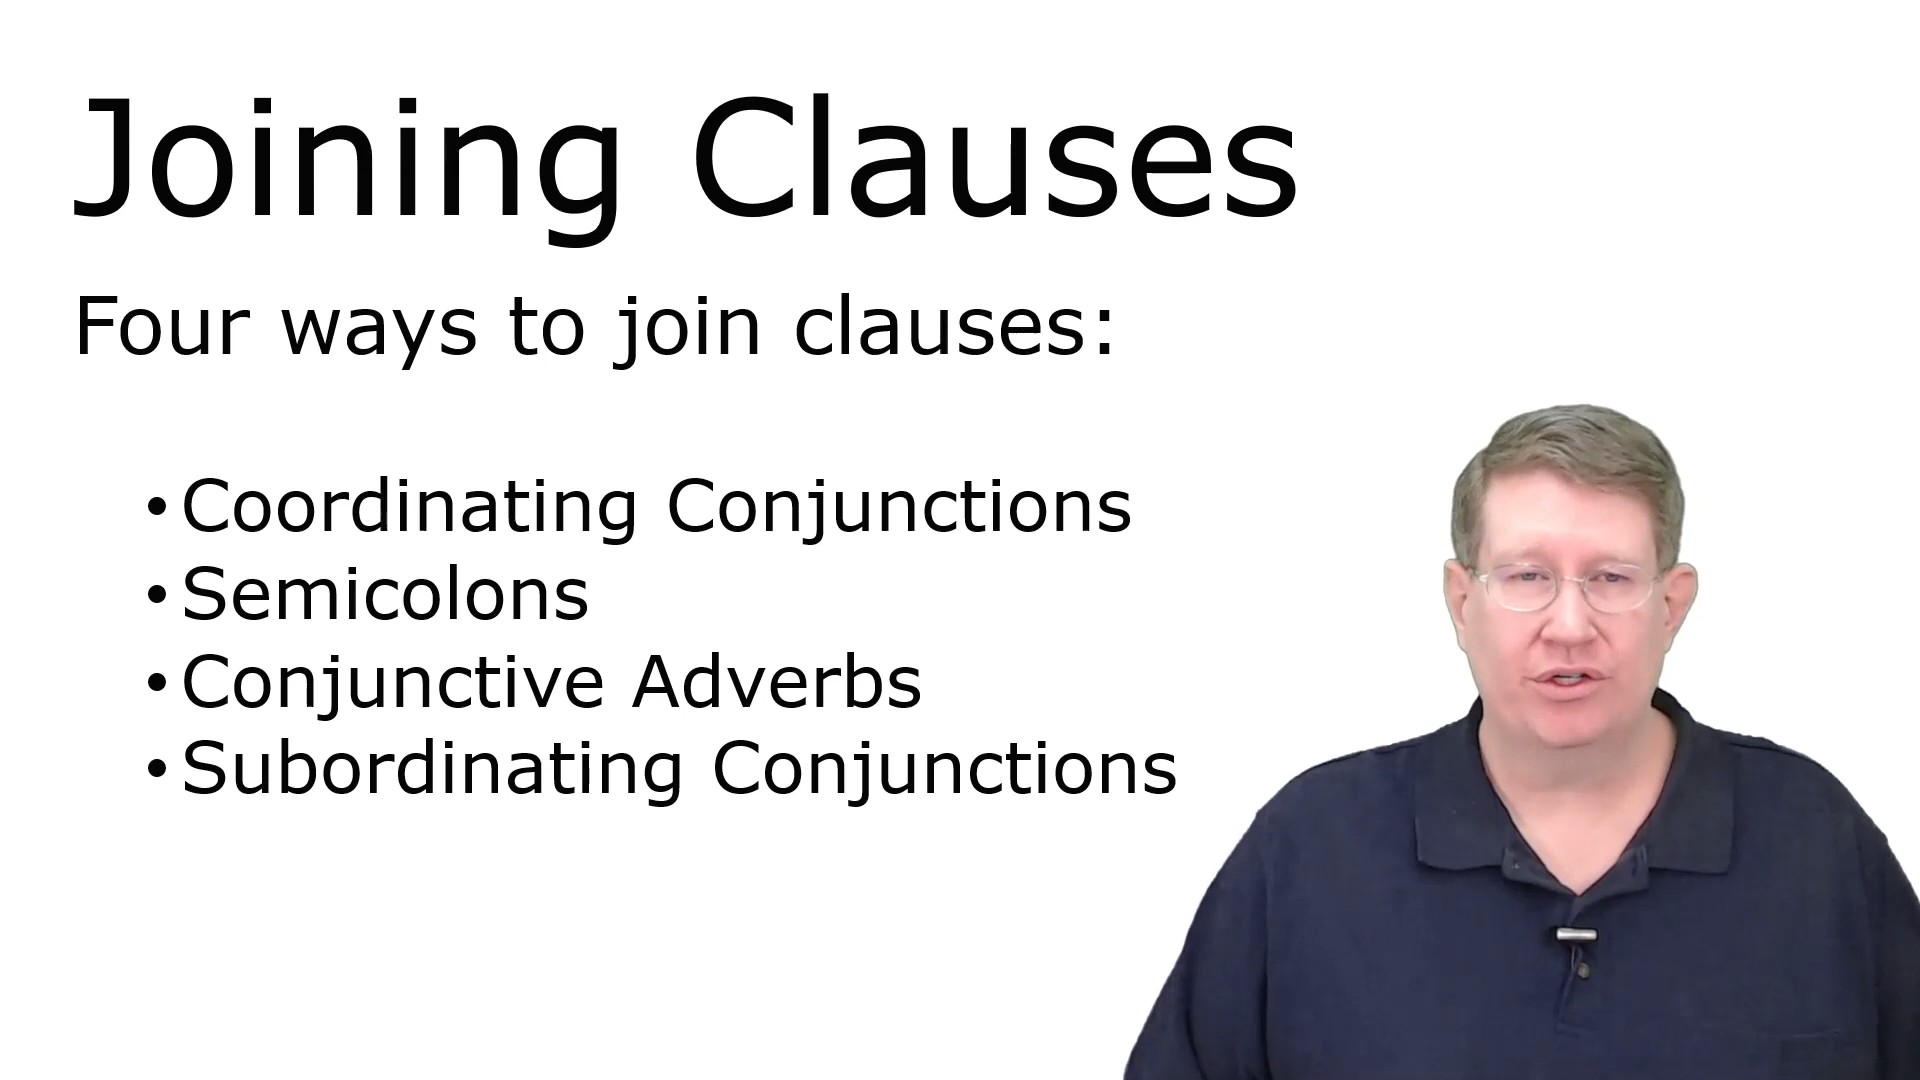 Joining Clauses
Four ways to join clauses:
• Coordinating Conjunctions
• Semicolons
• Conjunctive Adverbs
• Subordinating Conjunctions